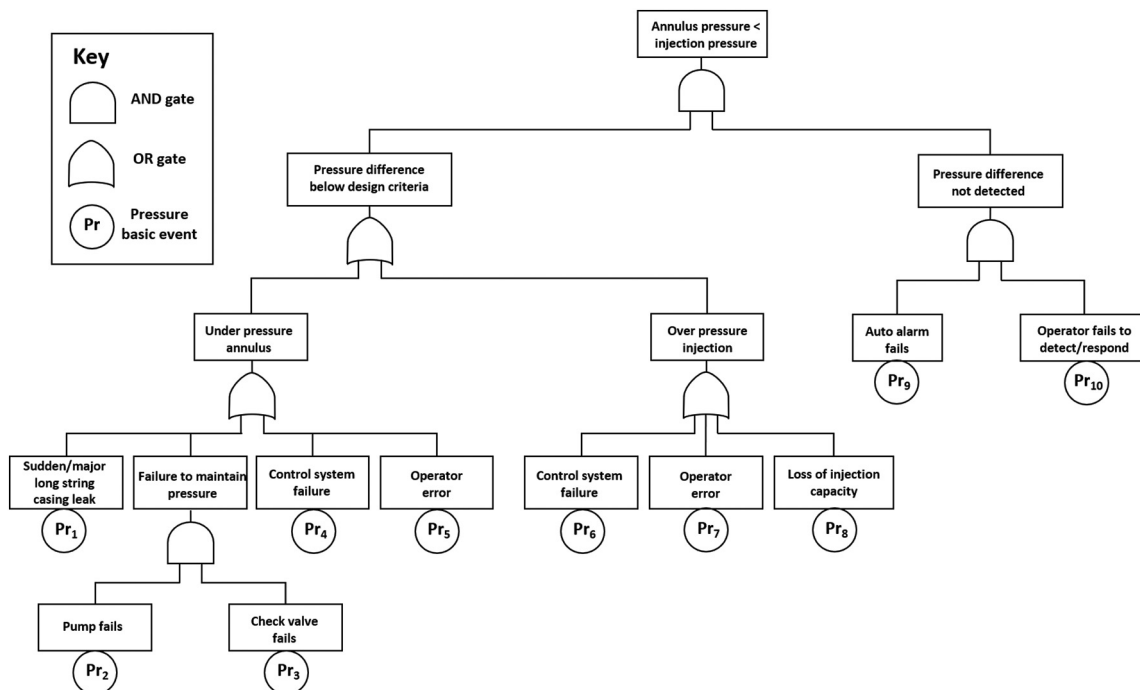 Annulus pressure <
injection pressure
Key
AND gate
OR gate
Pr
Pressure
basic event
Pressure difference
below design criteria
Pressure difference
not detected
Under pressure
annulus
Over pressure
injection
Auto alarm
fails
Pr9
Operator fails to
detect/respond
Pr10
Sudden/major
long string
casing leak
Pr1
Failure to maintain
pressure
Control system
failure
Pr4
Operator
error
Pr5
Control system
failure
Pr6
Operator
error
Pr7
Loss of injection
capacity
Pr8
Pump fails
Pr2
Check valve
fails
Pr3